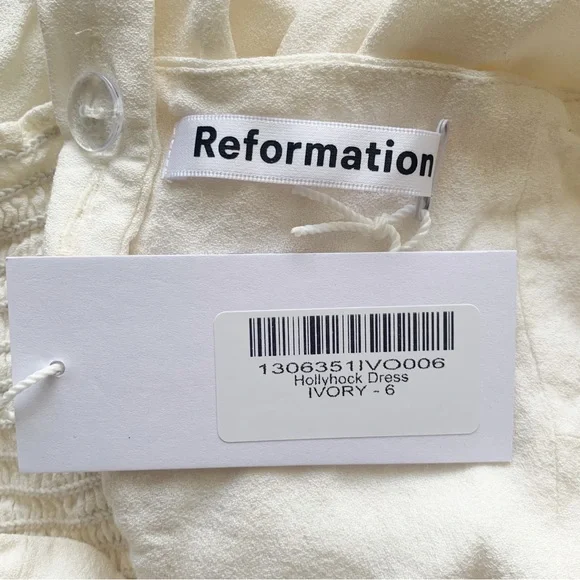 Reformation
1306351IVO006
Hollyhock Dress
IVORY - 6